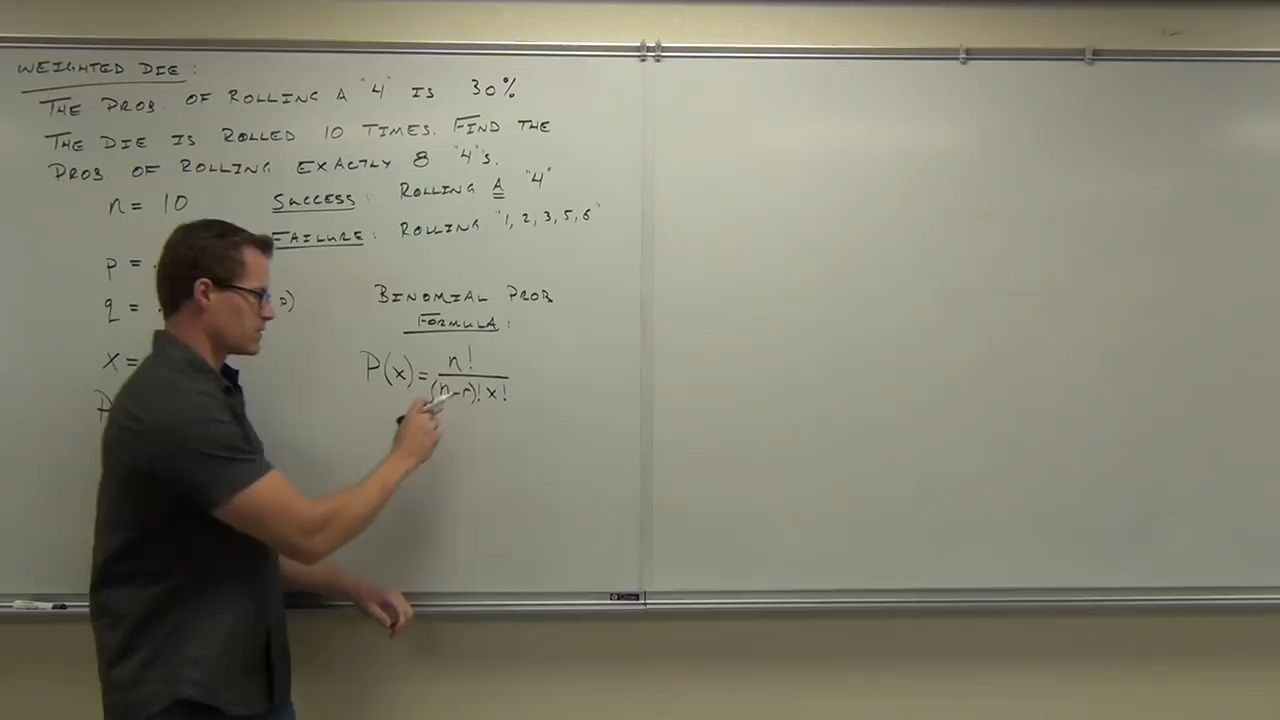 WEIGHTED DIE:
THE PROB. OF ROLLING A "4" IS 30%
THE DIE IS ROLLED 10 TIMES. FIND THE
PROB. OF ROLLING EXACTLY 8 "4"s.
n = 10 SUCCESS: ROLLING A "4"
FAILURE: ROLLING "1, 2, 3, 5, 6"
p = .
q = . p)
BINOMIAL PROB
FORMULA:
x =
P
P(x) = n!
(n-r)! x!